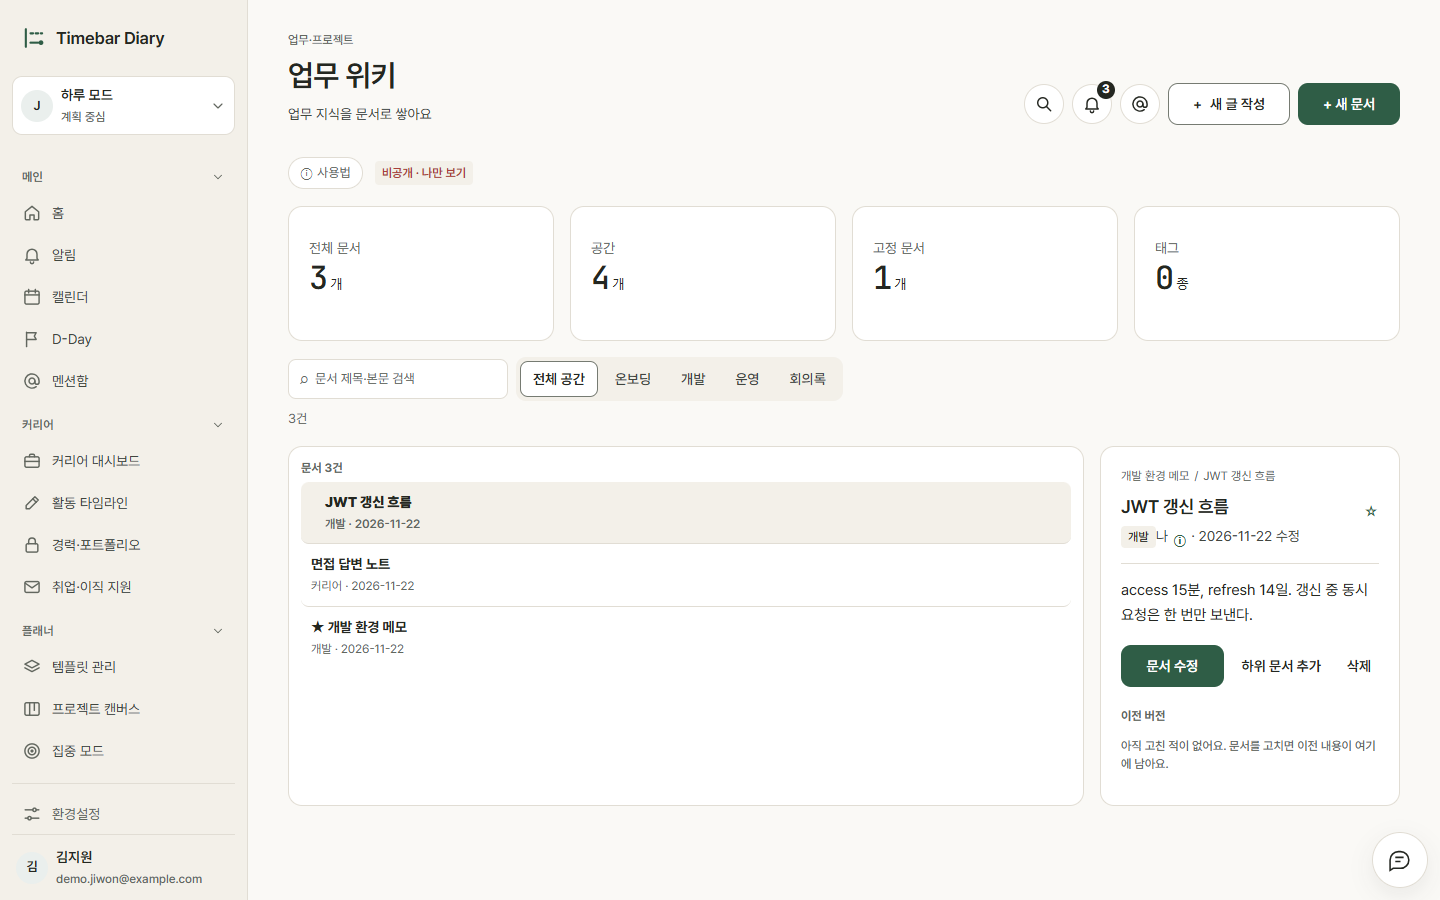 Timebar Diary
J
하루 모드
계획 중심
메인
홈
알림
캘린더
D-Day
멘션함
커리어
커리어 대시보드
활동 타임라인
경력·포트폴리오
취업·이직 지원
플래너
템플릿 관리
프로젝트 캔버스
집중 모드
환경설정
김
김지원
demo.jiwon@example.com
업무·프로젝트
업무 위키
업무 지식을 문서로 쌓아요
3
+ 새 글 작성
+ 새 문서
사용법
비공개 · 나만 보기
전체 문서
3개
공간
4개
고정 문서
1개
태그
0종
문서 제목·본문 검색
전체 공간
온보딩
개발
운영
회의록
3건
문서 3건
JWT 갱신 흐름
개발 · 2026-11-22
면접 답변 노트
커리어 · 2026-11-22
★ 개발 환경 메모
개발 · 2026-11-22
개발 환경 메모 / JWT 갱신 흐름
JWT 갱신 흐름
☆
개발 나 ⓘ · 2026-11-22 수정
access 15분, refresh 14일. 갱신 중 동시
요청은 한 번만 보낸다.
문서 수정
하위 문서 추가
삭제
이전 버전
아직 고친 적이 없어요. 문서를 고치면 이전 내용이 여기
에 남아요.